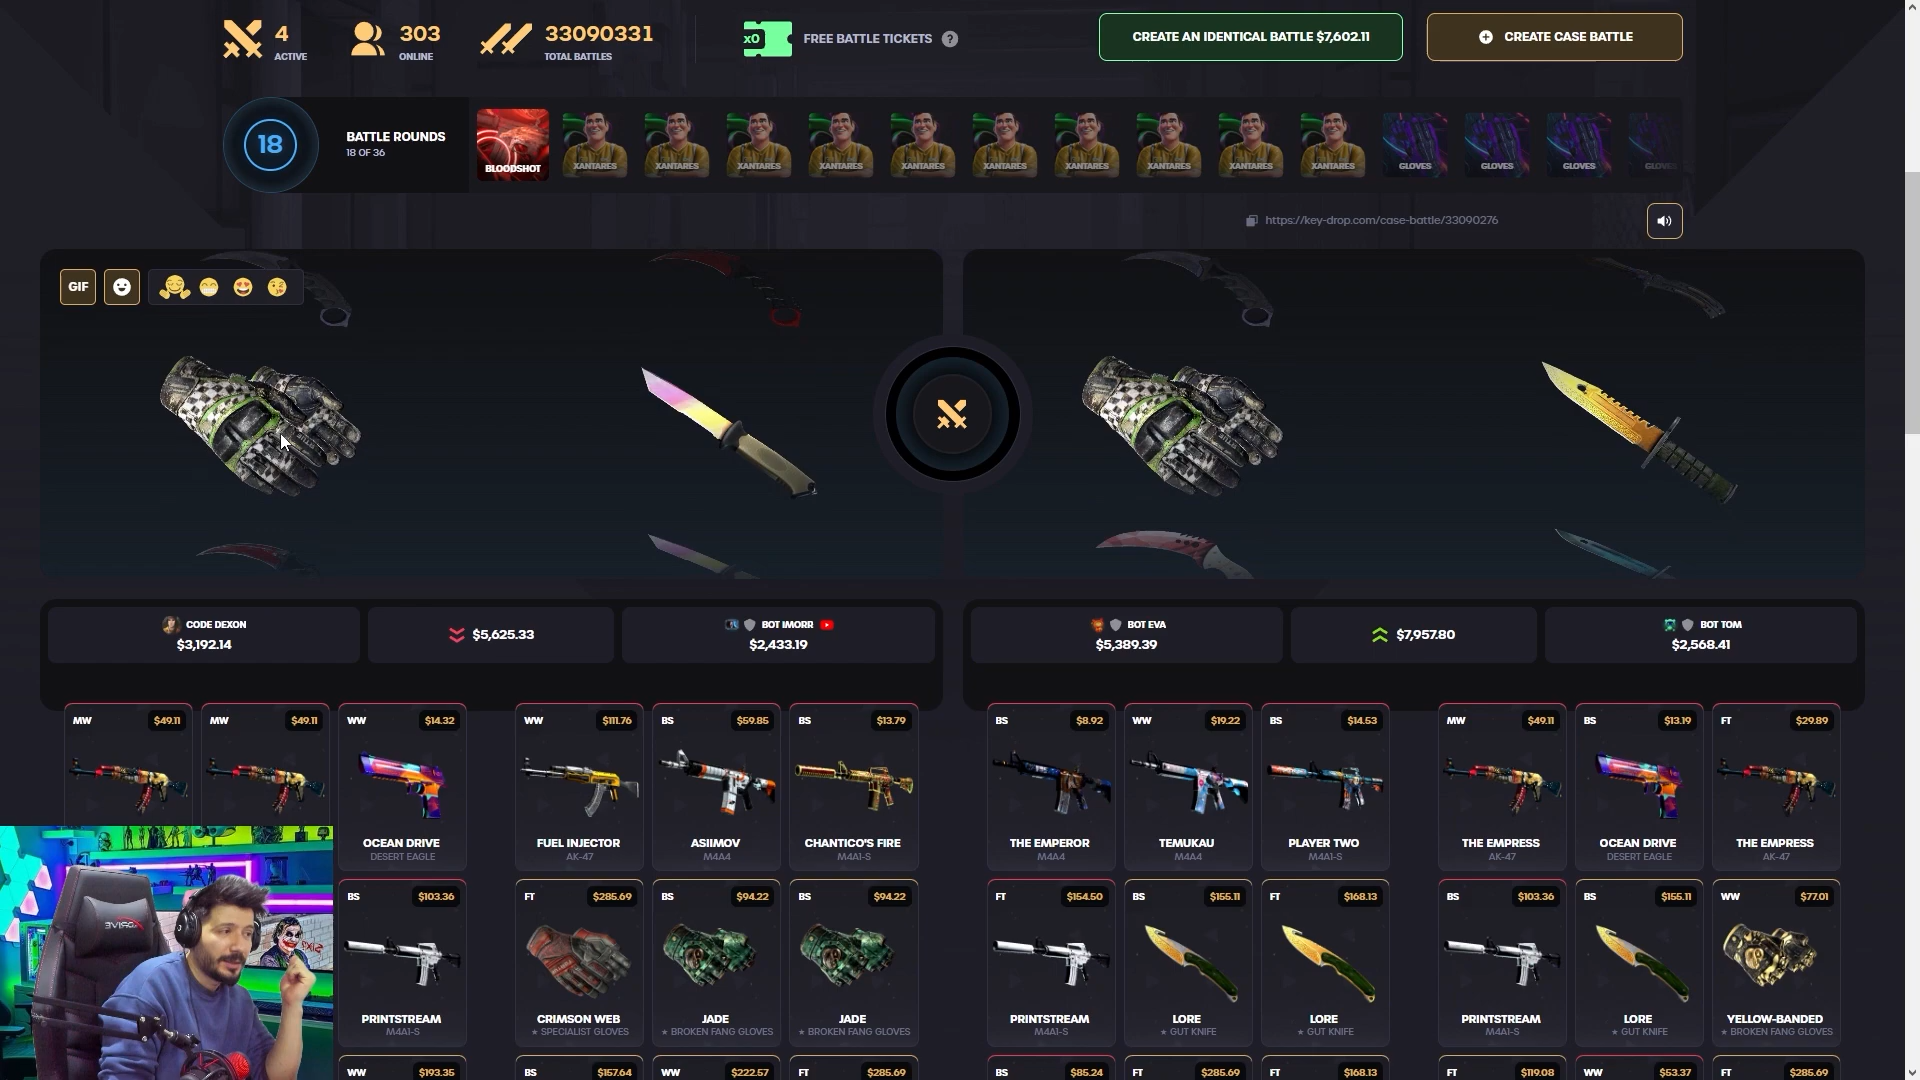 4
ACTIVE
303
ONLINE
33090331
TOTAL BATTLES
x0
FREE BATTLE TICKETS
?
CREATE AN IDENTICAL BATTLE $7,602.11
CREATE CASE BATTLE
18
BATTLE ROUNDS
18 OF 36
BLOODSHOT
XANTARES
XANTARES
XANTARES
XANTARES
XANTARES
XANTARES
XANTARES
XANTARES
XANTARES
XANTARES
GLOVES
GLOVES
GLOVES
GLOVES
https://key-drop.com/case-battle/33090276
GIF
CODE DEXON
$3,192.14
$5,625.33
BOT IMORR
$2,433.19
BOT EVA
$5,389.39
$7,957.80
BOT TOM
$2,568.41
MW $49.11
MW $49.11
WW $14.32
OCEAN DRIVE
DESERT EAGLE
WW $111.76
FUEL INJECTOR
AK-47
BS $59.85
ASIIMOV
M4A4
BS $13.79
CHANTICO'S FIRE
M4A1-S
BS $8.92
THE EMPEROR
M4A4
WW $19.22
TEMUKAU
M4A4
BS $14.53
PLAYER TWO
M4A1-S
MW $49.11
THE EMPRESS
AK-47
BS $13.19
OCEAN DRIVE
DESERT EAGLE
FT $29.89
THE EMPRESS
AK-47
BS $103.36
PRINTSTREAM
M4A1-S
FT $285.69
CRIMSON WEB
★ SPECIALIST GLOVES
BS $94.22
JADE
★ BROKEN FANG GLOVES
BS $94.22
JADE
★ BROKEN FANG GLOVES
FT $154.50
PRINTSTREAM
M4A1-S
BS $155.11
LORE
★ GUT KNIFE
FT $168.13
LORE
★ GUT KNIFE
BS $103.36
PRINTSTREAM
M4A1-S
BS $155.11
LORE
★ GUT KNIFE
WW $77.01
YELLOW-BANDED
★ BROKEN FANG GLOVES
WW $193.35
BS $157.64
WW $222.57
FT $285.69
BS $85.24
FT $285.69
FT $168.13
FT $119.08
WW $53.37
FT $285.69